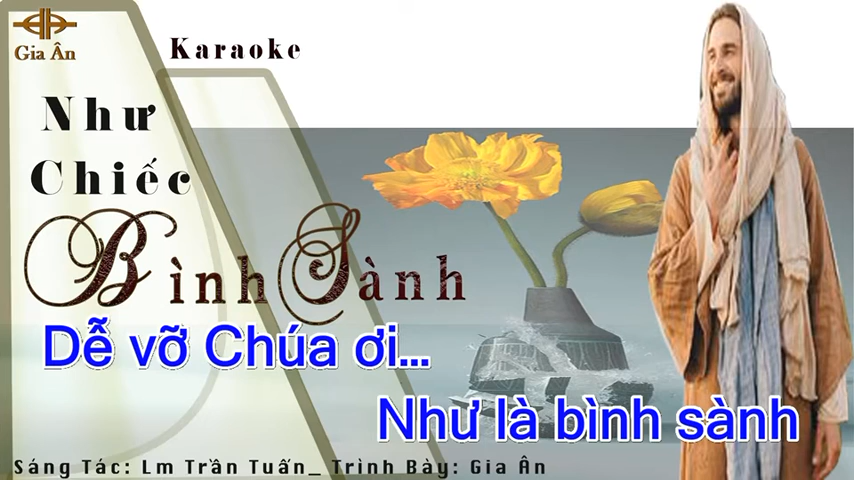 Gia Ân
Karaoke
Như
Chiếc
Bình Sành
Dễ vỡ Chúa ơi...
Như là bình sành
Sáng Tác: Lm Trần Tuấn_ Trình Bày: Gia Ân